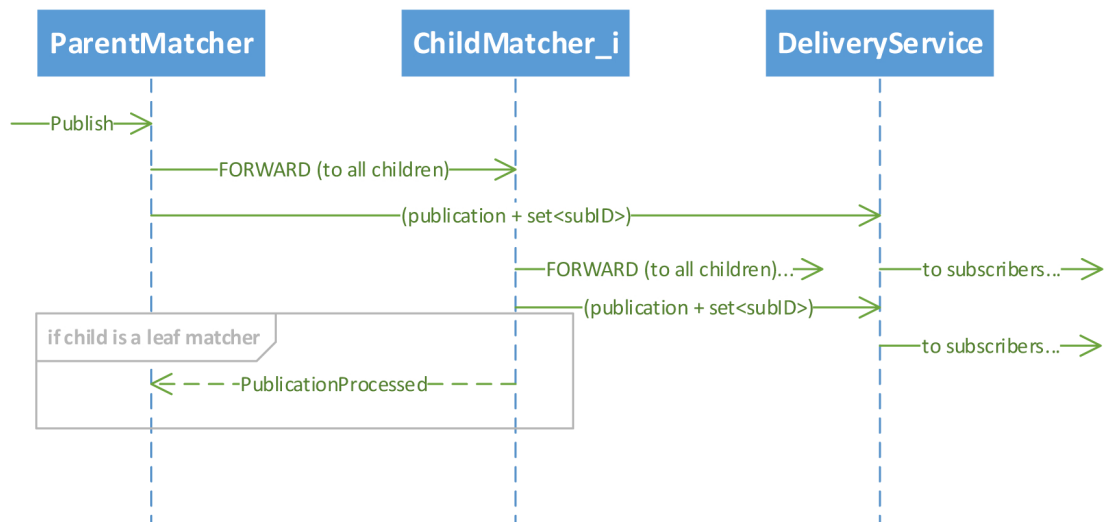 ParentMatcher
ChildMatcher_i
DeliveryService
Publish
FORWARD (to all children)
(publication + set<subID>)
FORWARD (to all children)...
to subscribers...
(publication + set<subID>)
if child is a leaf matcher
to subscribers...
PublicationProcessed